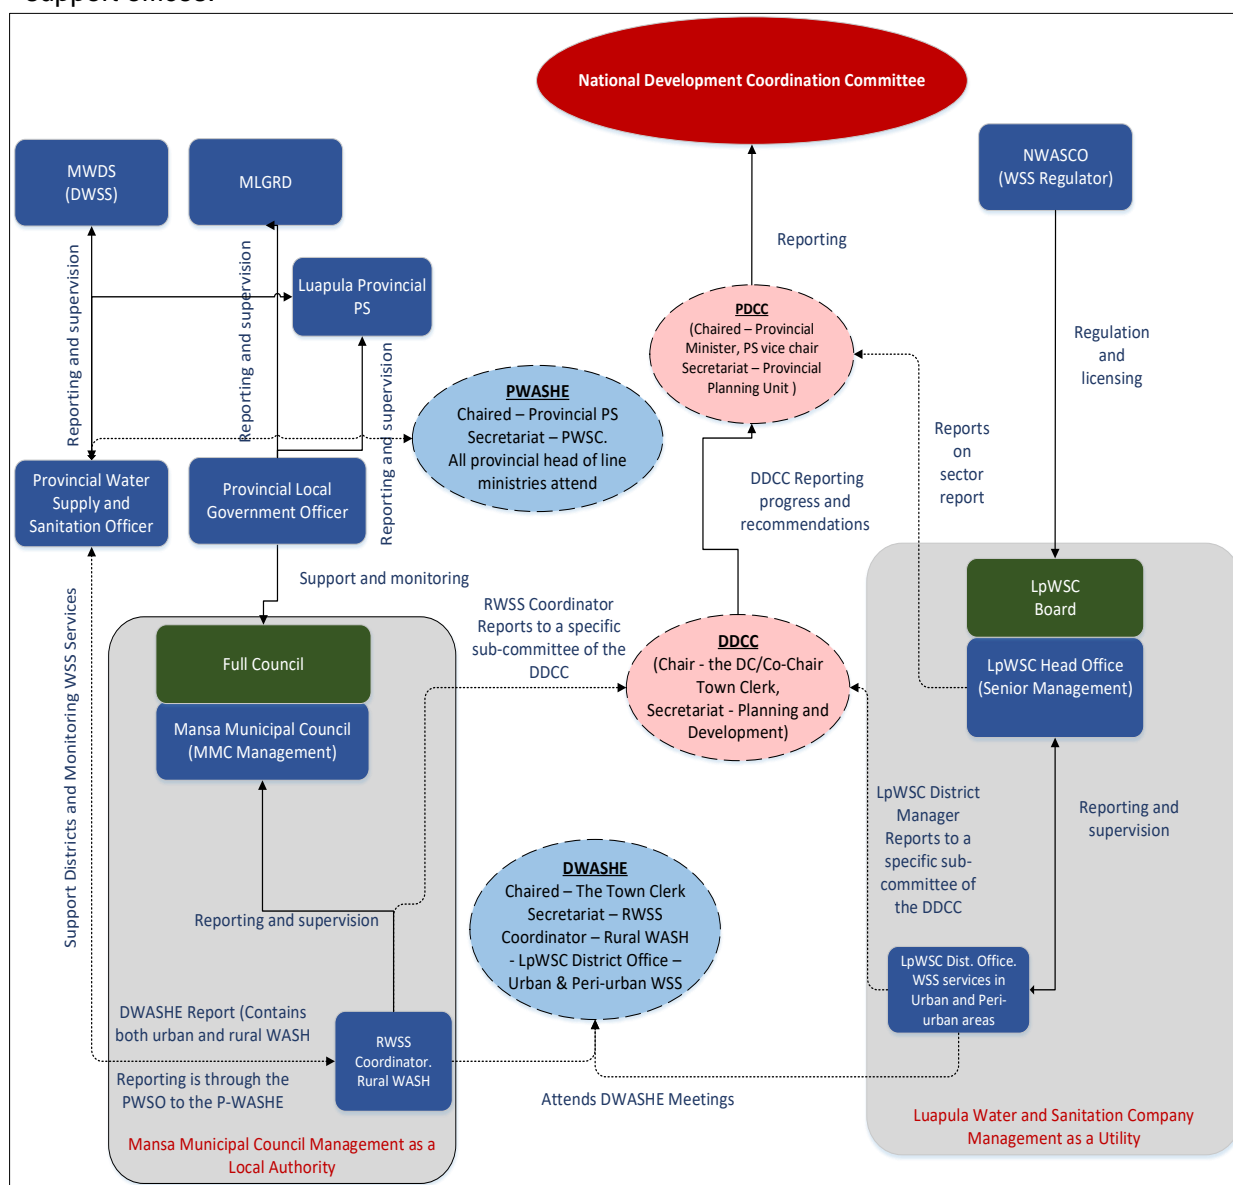 support offices.
National Development Coordination Committee
MWDS
(DWSS)
MLGRD
NWASCO
(WSS Regulator)
Reporting
Luapula Provincial
PS
Reporting and supervision
Reporting and supervision
Reporting and supervision
PDCC
(Chaired – Provincial
Minister, PS vice chair
Secretariat – Provincial
Planning Unit )
Regulation
and
licensing
PWASHE
Chaired – Provincial PS
Secretariat – PWSC.
All provincial head of line
ministries attend
Reports
on
sector
report
Provincial Water
Supply and
Sanitation Officer
Provincial Local
Government Officer
DDCC Reporting
progress and
recommendations
Support and monitoring
LpWSC
Board
RWSS Coordinator
Reports to a specific
sub-committee of the
DDCC
Full Council
DDCC
(Chair - the DC/Co-Chair
Town Clerk,
Secretariat - Planning and
Development)
LpWSC Head Office
(Senior Management)
Mansa Municipal Council
(MMC Management)
Support Districts and Monitoring WSS Services
LpWSC District
Manager
Reports to a
specific sub-
committee of
the DDCC
Reporting and
supervision
DWASHE
Chaired – The Town Clerk
Secretariat – RWSS
Coordinator – Rural WASH
- LpWSC District Office –
Urban & Peri-urban WSS
Reporting and supervision
LpWSC Dist. Office.
WSS services in
Urban and Peri-
urban areas
DWASHE Report (Contains
both urban and rural WASH
RWSS
Coordinator.
Rural WASH
Reporting is through the
PWSO to the P-WASHE
Attends DWASHE Meetings
Mansa Municipal Council Management as a
Local Authority
Luapula Water and Sanitation Company
Management as a Utility